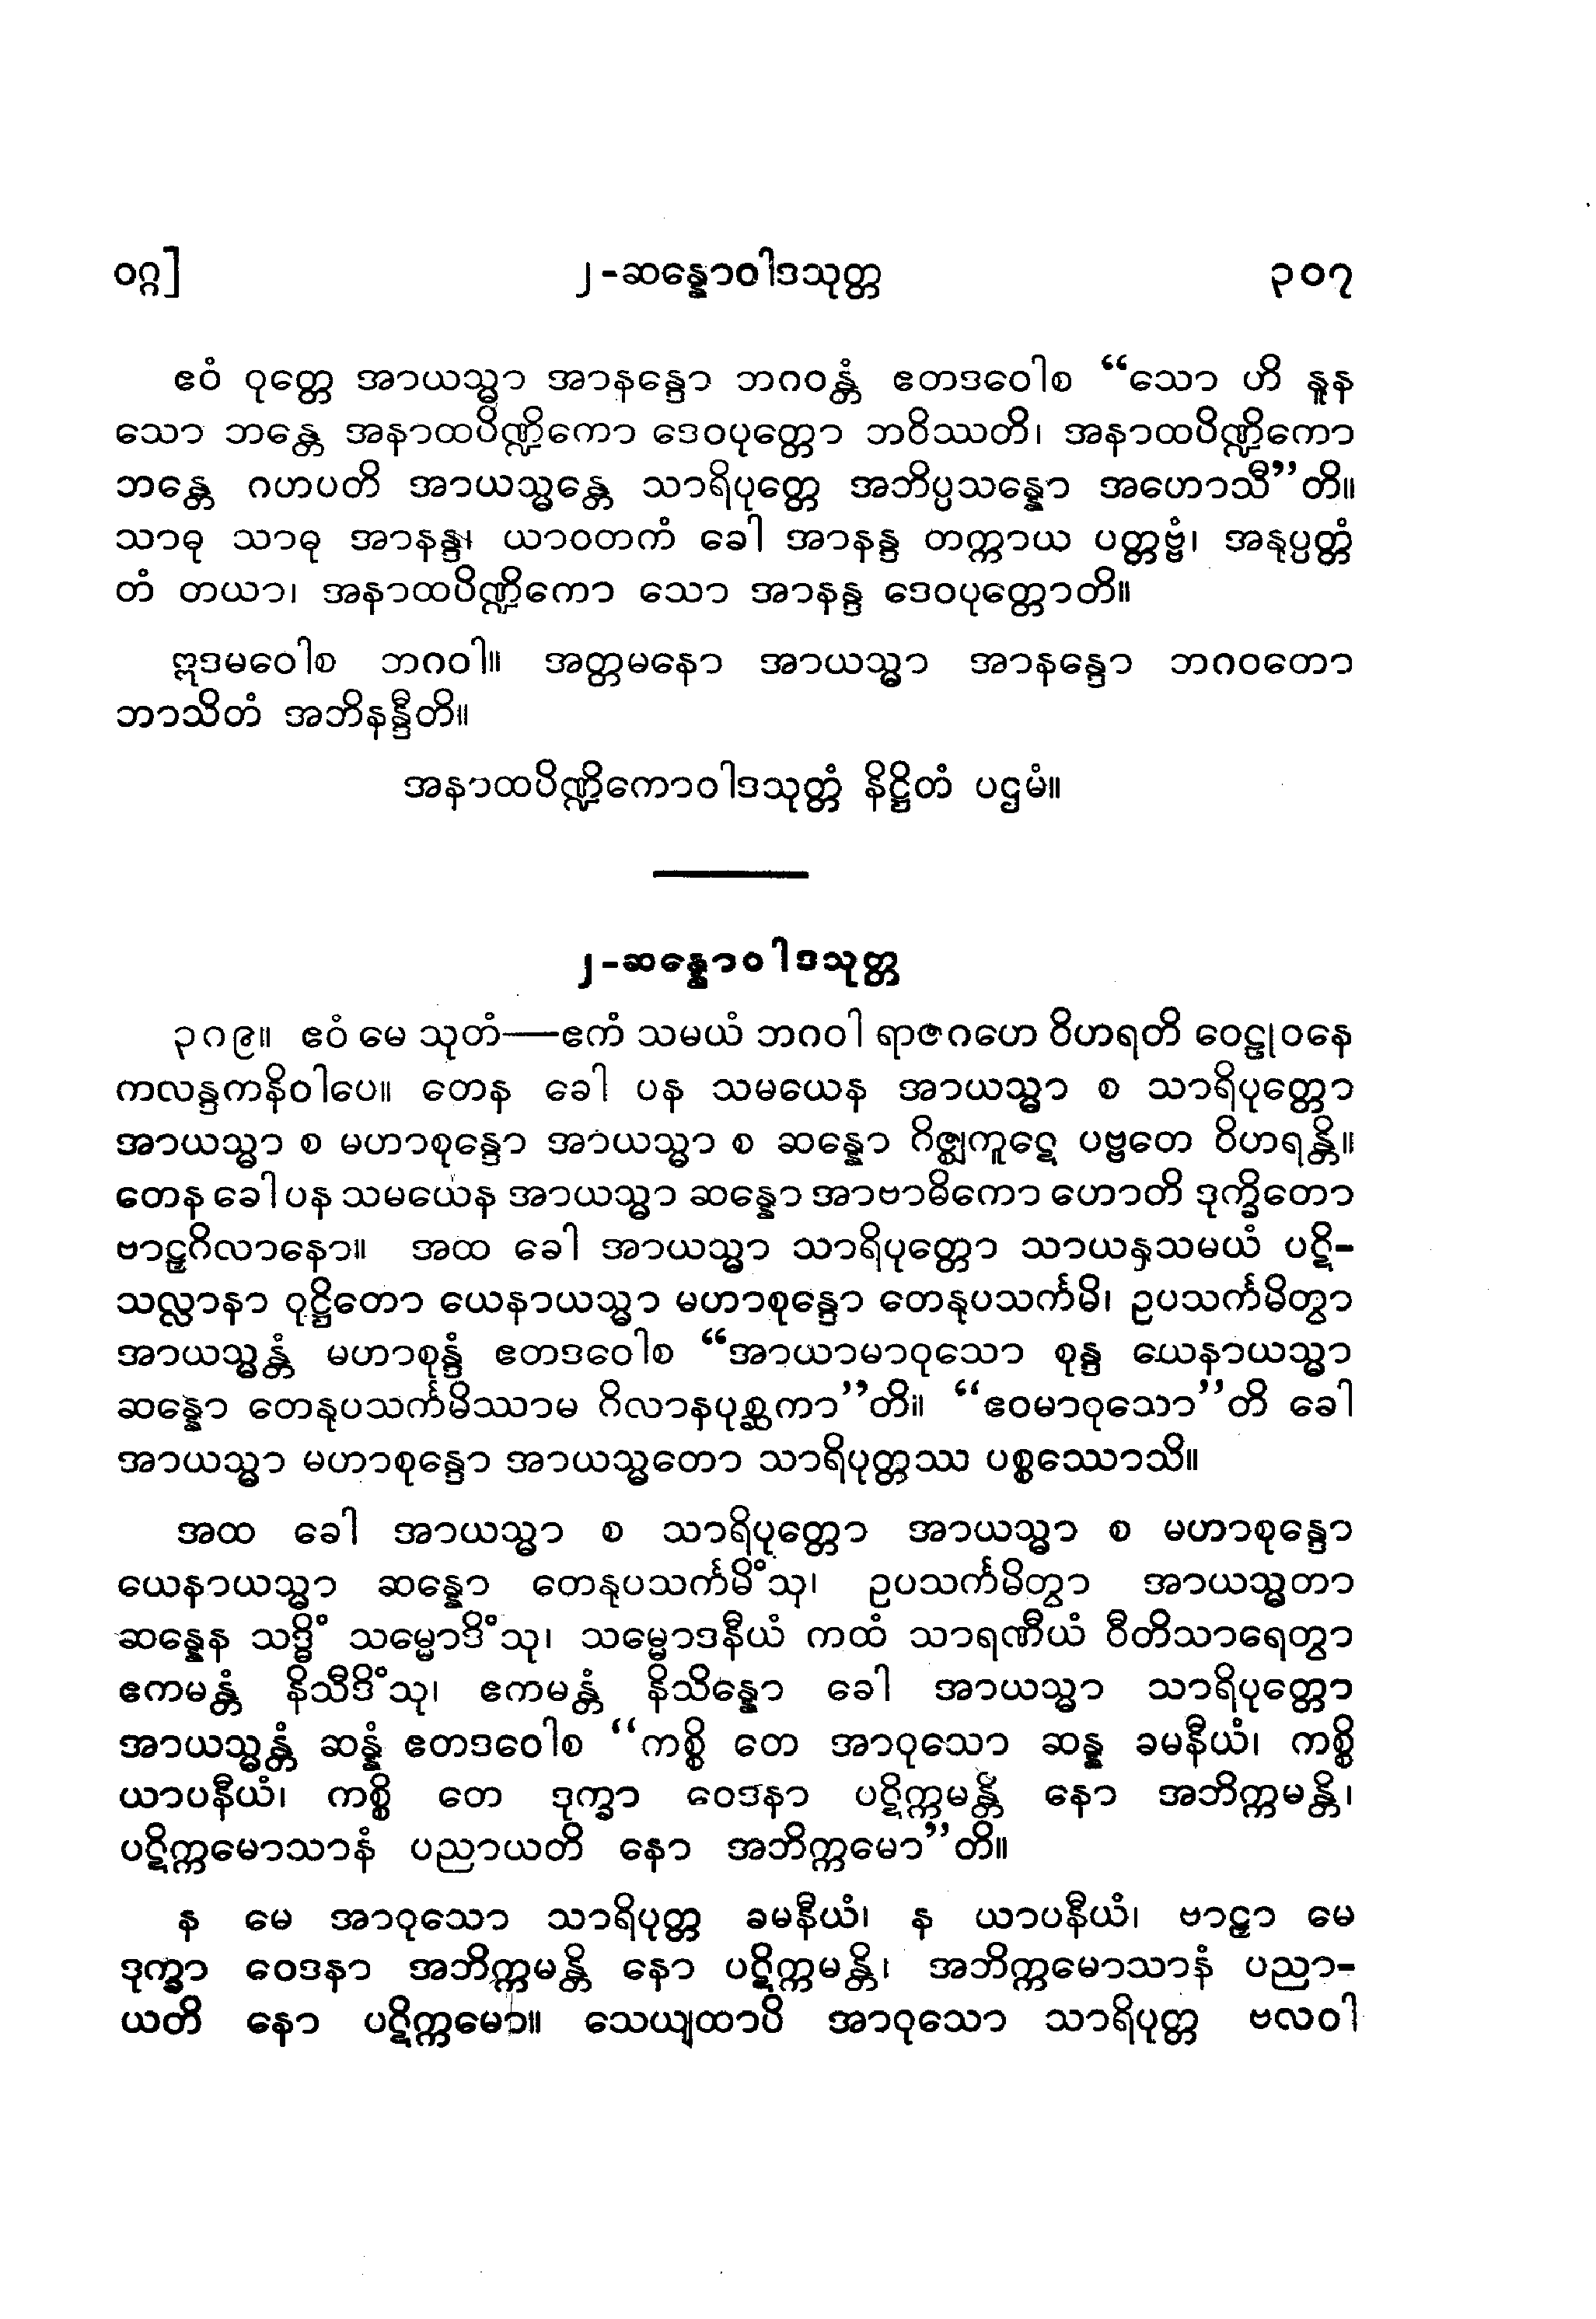 ဝဂ္ဂ]
၂-ဆန္နောဝါဒသုတ္တ
၃၀၇
ဧဝံ ဝုတ္တေ အာယသ္မာ အာနန္ဒော ဘဂဝန္တံ ဧတဒဝေါစ “သော ဟိ နူန
သော ဘန္တေ အနာထပိဏ္ဍိကော ဒေဝပုတ္တော ဘဝိဿတိ၊ အနာထပိဏ္ဍိကော
ဘန္တေ ဂဟပတိ အာယသ္မန္တေ သာရိပုတ္တေ အဘိပ္ပသန္နော အဟောသီ”တိ။
သာဓု သာဓု အာနန္ဒ၊ ယာဝတကံ ခေါ အာနန္ဒ တက္ကာယ ပတ္တဗ္ဗံ၊ အနုပ္ပတ္တံ
တံ တယာ၊ အနာထပိဏ္ဍိကော သော အာနန္ဒ ဒေဝပုတ္တောတိ။
ဣဒမဝေါစ ဘဂဝါ။ အတ္တမနော အာယသ္မာ အာနန္ဒော ဘဂဝတော
ဘာသိတံ အဘိနန္ဒီတိ။
အနာထပိဏ္ဍိကောဝါဒသုတ္တံ နိဋ္ဌိတံ ပဌမံ။
၂-ဆန္နောဝါဒသုတ္တ
၃၈၉။ ဧဝံ မေ သုတံ—ဧကံ သမယံ ဘဂဝါ ရာဇဂဟေ ဝိဟရတိ ဝေဠုဝနေ
ကလန္ဒကနိဝါပေ။ တေန ခေါ ပန သမယေန အာယသ္မာ စ သာရိပုတ္တော
အာယသ္မာ စ မဟာစုန္ဒော အာယသ္မာ စ ဆန္နော ဂိဇ္ဈကူဋေ ပဗ္ဗတေ ဝိဟရန္တိ။
တေန ခေါ ပန သမယေန အာယသ္မာ ဆန္နော အာဗာဓိကော ဟောတိ ဒုက္ခိတော
ဗာဠှဂိလာနော။ အထ ခေါ အာယသ္မာ သာရိပုတ္တော သာယနှသမယံ ပဋိ-
သလ္လာနာ ဝုဋ္ဌိတော ယေနာယသ္မာ မဟာစုန္ဒော တေနုပသင်္ကမိ၊ ဥပသင်္ကမိတွာ
အာယသ္မန္တံ မဟာစုန္ဒံ ဧတဒဝေါစ “အာယာမာဝုသော စုန္ဒ ယေနာယသ္မာ
ဆန္နော တေနုပသင်္ကမိဿာမ ဂိလာနပုစ္ဆကာ”တိ။ “ဧဝမာဝုသော”တိ ခေါ
အာယသ္မာ မဟာစုန္ဒော အာယသ္မတော သာရိပုတ္တဿ ပစ္စဿောသိ။
အထ ခေါ အာယသ္မာ စ သာရိပုတ္တော အာယသ္မာ စ မဟာစုန္ဒော
ယေနာယသ္မာ ဆန္နော တေနုပသင်္ကမိံသု၊ ဥပသင်္ကမိတွာ အာယသ္မတာ
ဆန္နေန သဒ္ဓိံ သမ္မောဒိံသု၊ သမ္မောဒနီယံ ကထံ သာရဏီယံ ဝီတိသာရေတွာ
ဧကမန္တံ နိသီဒိံသု၊ ဧကမန္တံ နိသိန္နော ခေါ အာယသ္မာ သာရိပုတ္တော
အာယသ္မန္တံ ဆန္နံ ဧတဒဝေါစ “ကစ္စိ တေ အာဝုသော ဆန္န ခမနီယံ၊ ကစ္စိ
ယာပနီယံ၊ ကစ္စိ တေ ဒုက္ခာ ဝေဒနာ ပဋိက္ကမန္တိ နော အဘိက္ကမန္တိ၊
ပဋိက္ကမောသာနံ ပညာယတိ နော အဘိက္ကမော”တိ။
န မေ အာဝုသော သာရိပုတ္တ ခမနီယံ၊ န ယာပနီယံ၊ ဗာဠှာ မေ
ဒုက္ခာ ဝေဒနာ အဘိက္ကမန္တိ နော ပဋိက္ကမန္တိ၊ အဘိက္ကမောသာနံ ပညာ-
ယတိ နော ပဋိက္ကမော။ သေယျထာပိ အာဝုသော သာရိပုတ္တ ဗလဝါ